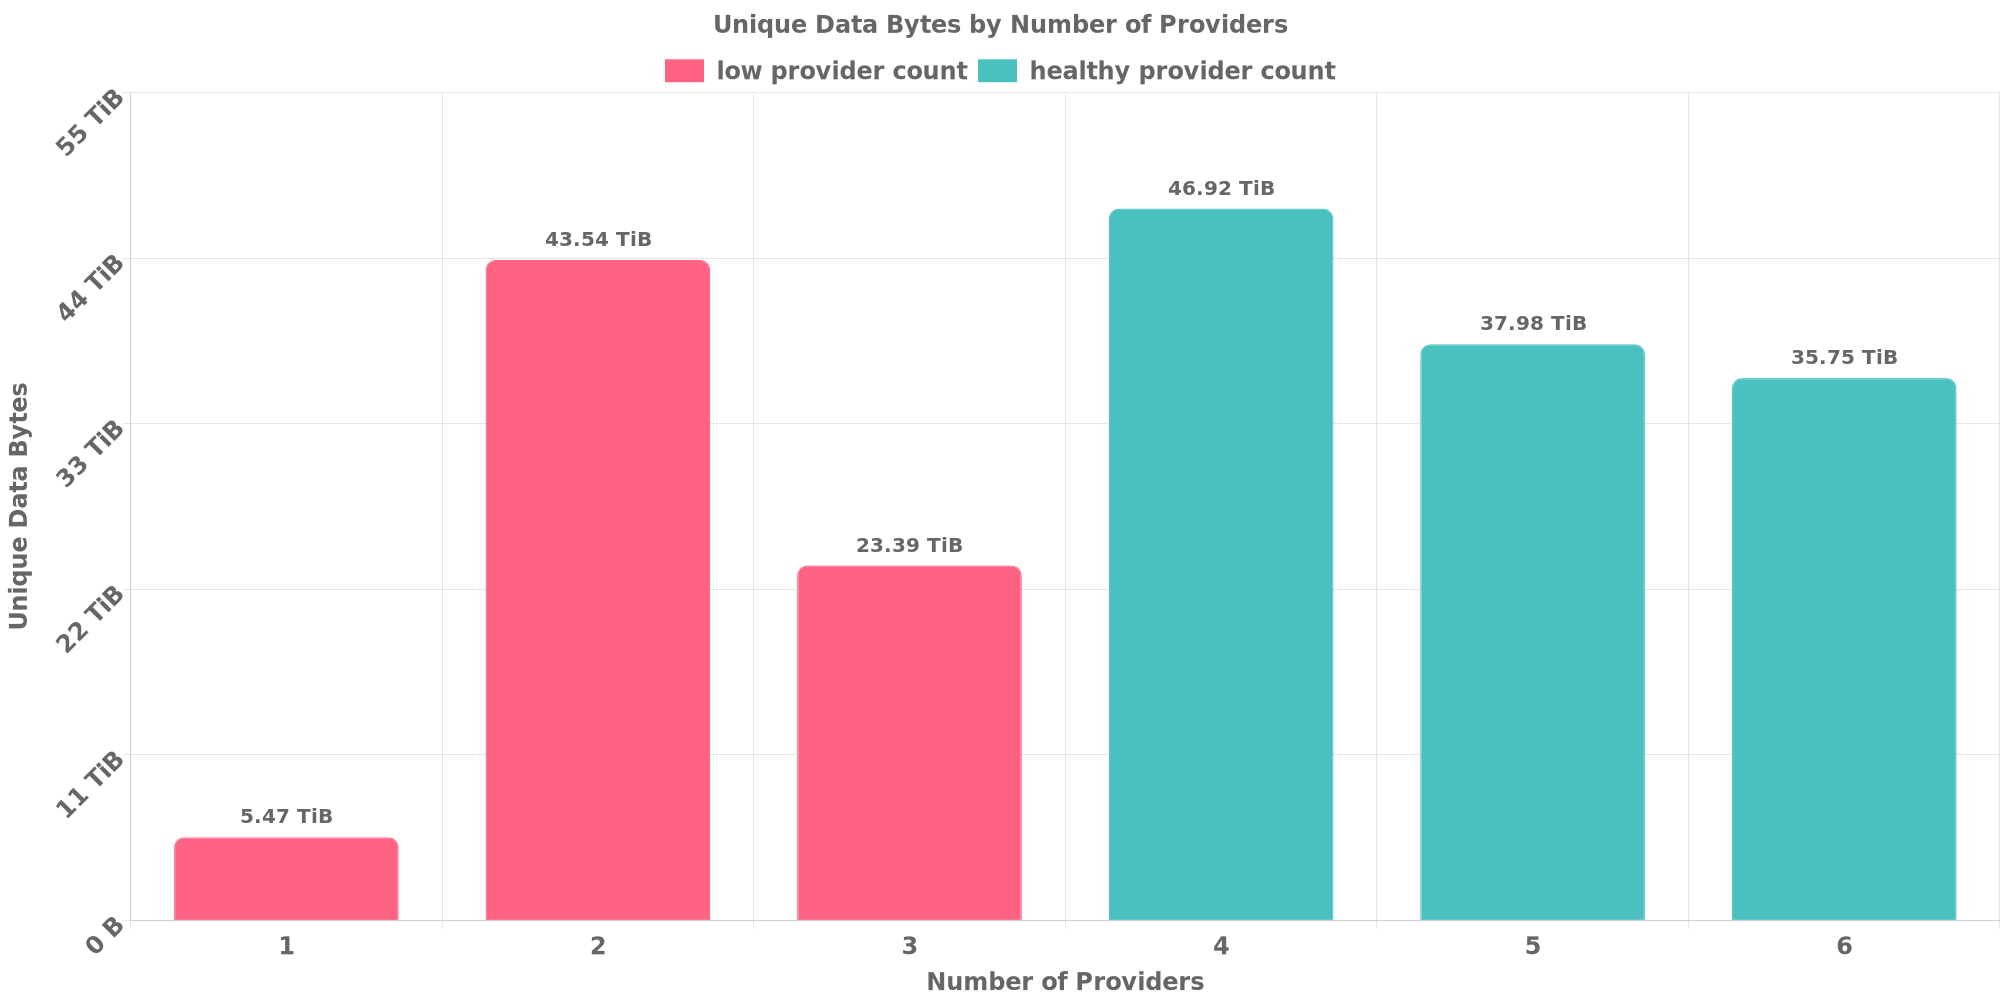 Unique Data Bytes by Number of Providers
low provider count healthy provider count
Unique Data Bytes
55 TiB
44 TiB
33 TiB
22 TiB
11 TiB
0 B
5.47 TiB
43.54 TiB
23.39 TiB
46.92 TiB
37.98 TiB
35.75 TiB
1 2 3 4 5 6
Number of Providers